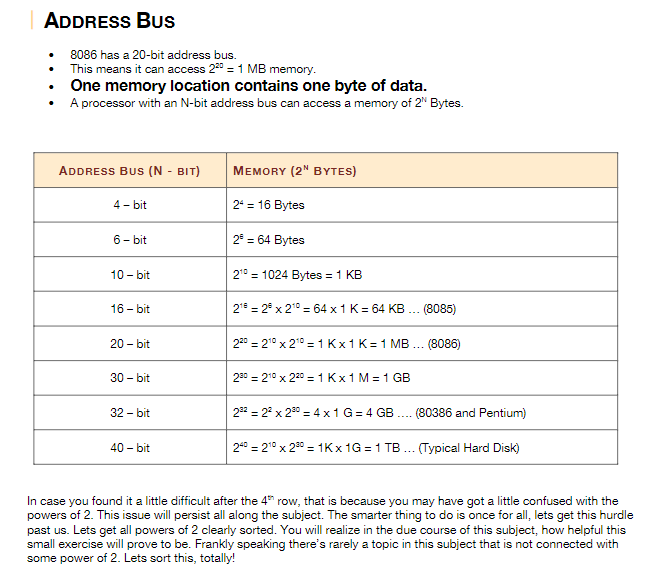 ADDRESS BUS
• 8086 has a 20-bit address bus.
• This means it can access 2²⁰ = 1 MB memory.
• One memory location contains one byte of data.
• A processor with an N-bit address bus can access a memory of 2ᴺ Bytes.
ADDRESS BUS (N - BIT) MEMORY (2ᴺ BYTES)
4 – bit 2⁴ = 16 Bytes
6 – bit 2⁶ = 64 Bytes
10 – bit 2¹⁰ = 1024 Bytes = 1 KB
16 – bit 2¹⁶ = 2⁶ x 2¹⁰ = 64 x 1 K = 64 KB … (8085)
20 – bit 2²⁰ = 2¹⁰ x 2¹⁰ = 1 K x 1 K = 1 MB … (8086)
30 – bit 2³⁰ = 2¹⁰ x 2²⁰ = 1 K x 1 M = 1 GB
32 – bit 2³² = 2² x 2³⁰ = 4 x 1 G = 4 GB …. (80386 and Pentium)
40 – bit 2⁴⁰ = 2¹⁰ x 2³⁰ = 1K x 1G = 1 TB … (Typical Hard Disk)
In case you found it a little difficult after the 4ᵗʰ row, that is because you may have got a little confused with the
powers of 2. This issue will persist all along the subject. The smarter thing to do is once for all, lets get this hurdle
past us. Lets get all powers of 2 clearly sorted. You will realize in the due course of this subject, how helpful this
small exercise will prove to be. Frankly speaking there's rarely a topic in this subject that is not connected with
some power of 2. Lets sort this, totally!